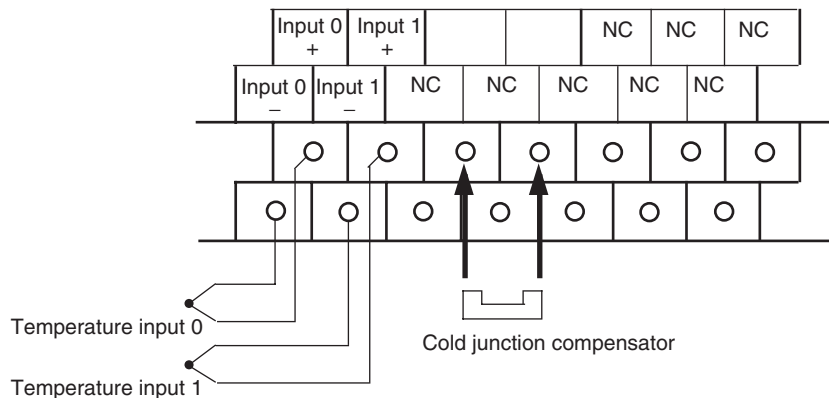 Input 0 Input 1 NC NC NC
+ +
Input 0 Input 1 NC NC NC NC NC
– –
Temperature input 0
Cold junction compensator
Temperature input 1